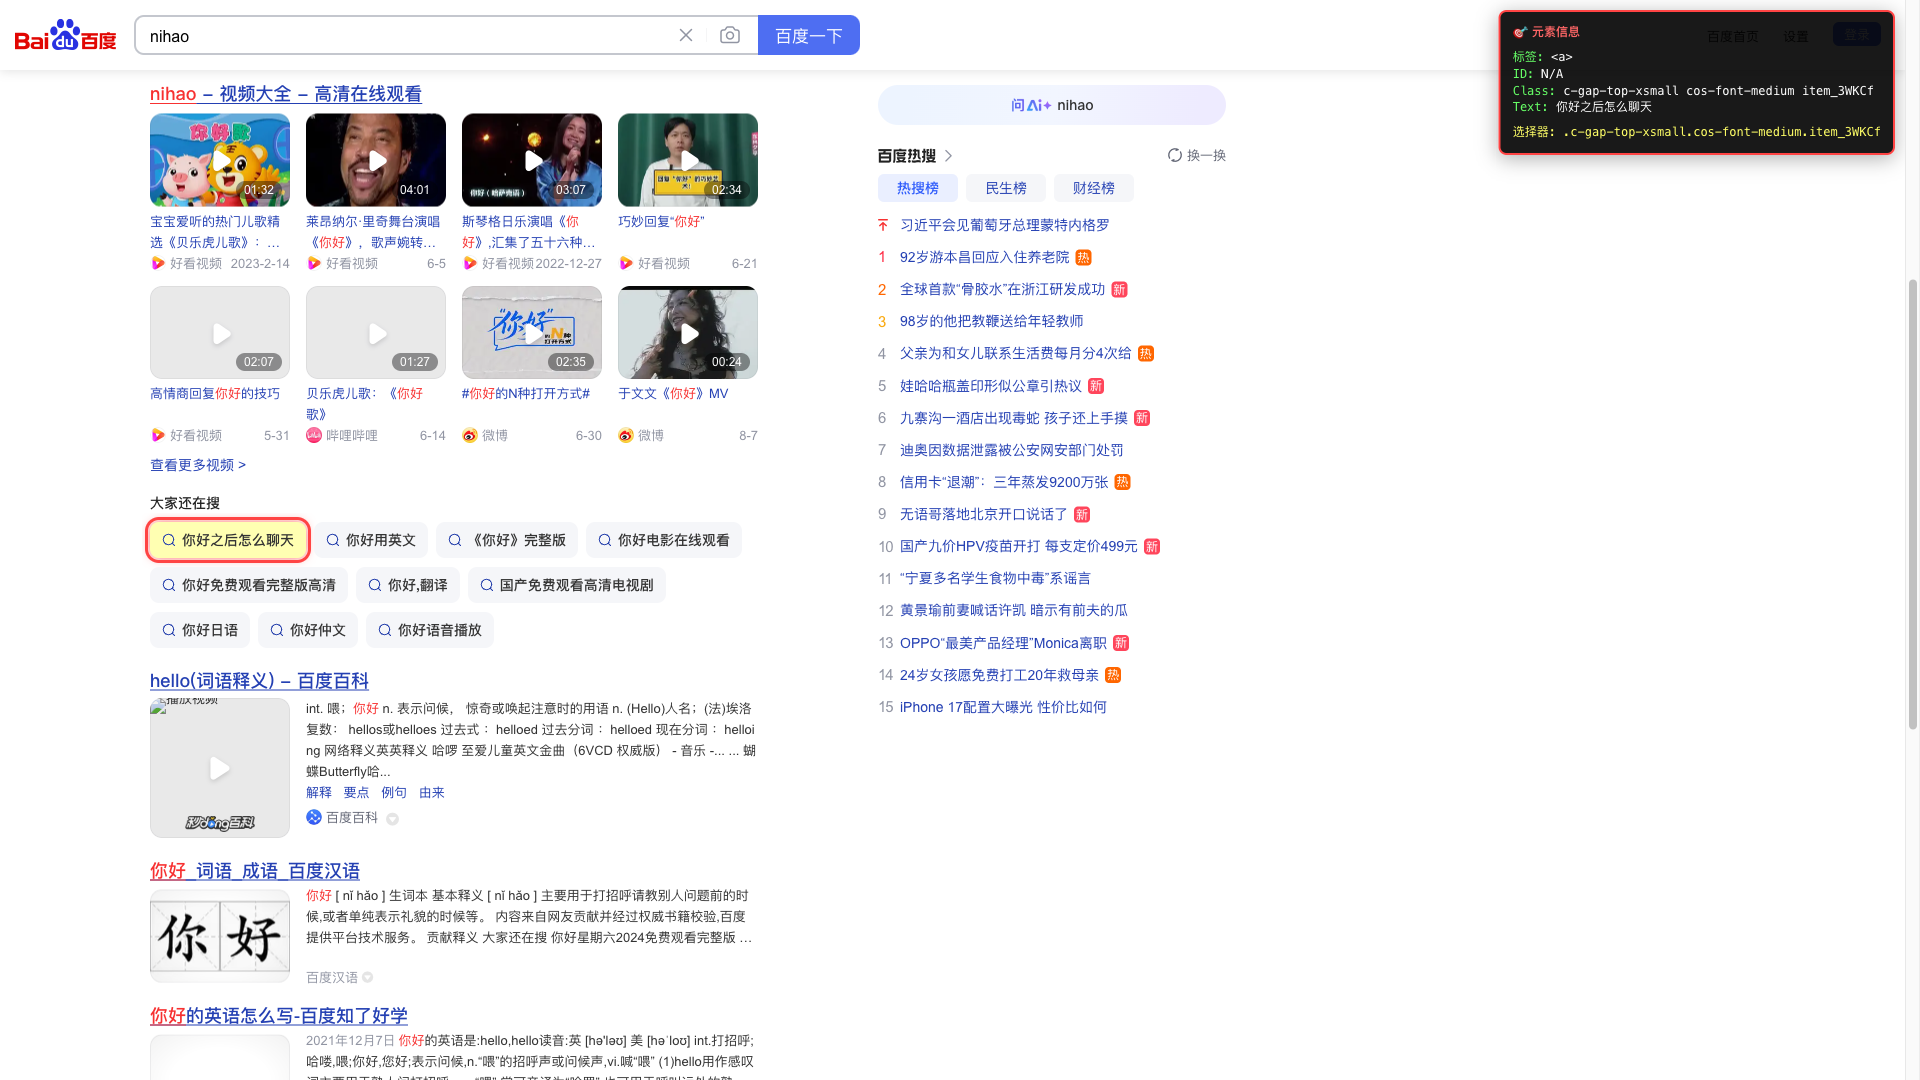 Bai du 百度
nihao
百度一下
百度首页 设置 登录
🎯 元素信息
标签: <a>
ID: N/A
Class: c-gap-top-xsmall cos-font-medium item_3WKCf
Text: 你好之后怎么聊天
选择器: .c-gap-top-xsmall.cos-font-medium.item_3WKCf
nihao – 视频大全 – 高清在线观看
你好歌
01:32
04:01
你好(哈萨克语)
03:07
02:34
宝宝爱听的热门儿歌精
选《贝乐虎儿歌》: ...
好看视频 2023-2-14
莱昂纳尔·里奇舞台演唱
《你好》，歌声婉转...
好看视频 6-5
斯琴格日乐演唱《你
好》,汇集了五十六种...
好看视频 2022-12-27
巧妙回复“你好”
好看视频 6-21
02:07
01:27
“你好”
的N种
打开方式
02:35
00:24
高情商回复你好的技巧
好看视频 5-31
贝乐虎儿歌：《你好
歌》
哔哩哔哩 6-14
#你好的N种打开方式#
微博 6-30
于文文《你好》MV
微博 8-7
查看更多视频 >
大家还在搜
你好之后怎么聊天
你好用英文
《你好》完整版
你好电影在线观看
你好免费观看完整版高清
你好,翻译
国产免费观看高清电视剧
你好日语
你好仲文
你好语音播放
hello(词语释义) – 百度百科
播放视频
秒dong百科
int. 喂；你好 n. 表示问候， 惊奇或唤起注意时的用语 n. (Hello)人名；(法)埃洛
复数： hellos或helloes 过去式 ：helloed 过去分词 ：helloed 现在分词 ：helloi
ng 网络释义英英释义 哈啰 至爱儿童英文金曲（6VCD 权威版） - 音乐 -... ... 蝴
蝶Butterfly哈...
解释 要点 例句 由来
百度百科
你好_词语_成语_百度汉语
你好
你好 [ nǐ hǎo ] 生词本 基本释义 [ nǐ hǎo ] 主要用于打招呼请教别人问题前的时
候,或者单纯表示礼貌的时候等。 内容来自网友贡献并经过权威书籍校验,百度
提供平台技术服务。 贡献释义 大家还在搜 你好星期六2024免费观看完整版 ...
百度汉语
你好的英语怎么写-百度知了好学
2021年12月7日 你好的英语是:hello,hello读音:英 [hə'ləʊ] 美 [həˈloʊ] int.打招呼;
哈喽,喂;你好,您好;表示问候,n.“喂”的招呼声或问候声,vi.喊“喂” (1)hello用作感叹
问Ai+ nihao
百度热搜
换一换
热搜榜 民生榜 财经榜
习近平会见葡萄牙总理蒙特内格罗
1 92岁游本昌回应入住养老院 热
2 全球首款“骨胶水”在浙江研发成功 新
3 98岁的他把教鞭送给年轻教师
4 父亲为和女儿联系生活费每月分4次给 热
5 娃哈哈瓶盖印形似公章引热议 新
6 九寨沟一酒店出现毒蛇 孩子还上手摸 新
7 迪奥因数据泄露被公安网安部门处罚
8 信用卡“退潮”：三年蒸发9200万张 热
9 无语哥落地北京开口说话了 新
10 国产九价HPV疫苗开打 每支定价499元 新
11 “宁夏多名学生食物中毒”系谣言
12 黄景瑜前妻喊话许凯 暗示有前夫的瓜
13 OPPO“最美产品经理”Monica离职 新
14 24岁女孩愿免费打工20年救母亲 热
15 iPhone 17配置大曝光 性价比如何